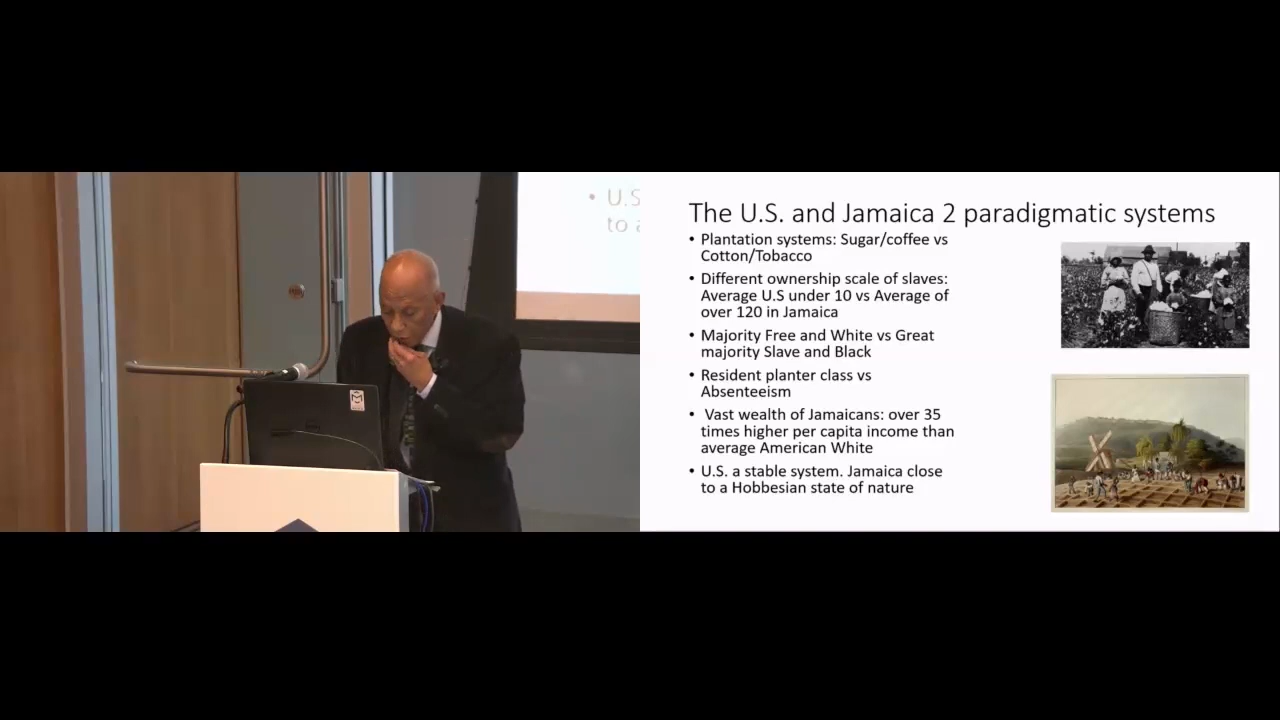 • U.S
to a
The U.S. and Jamaica 2 paradigmatic systems
• Plantation systems: Sugar/coffee vs
Cotton/Tobacco
• Different ownership scale of slaves:
Average U.S under 10 vs Average of
over 120 in Jamaica
• Majority Free and White vs Great
majority Slave and Black
• Resident planter class vs
Absenteeism
• Vast wealth of Jamaicans: over 35
times higher per capita income than
average American White
• U.S. a stable system. Jamaica close
to a Hobbesian state of nature